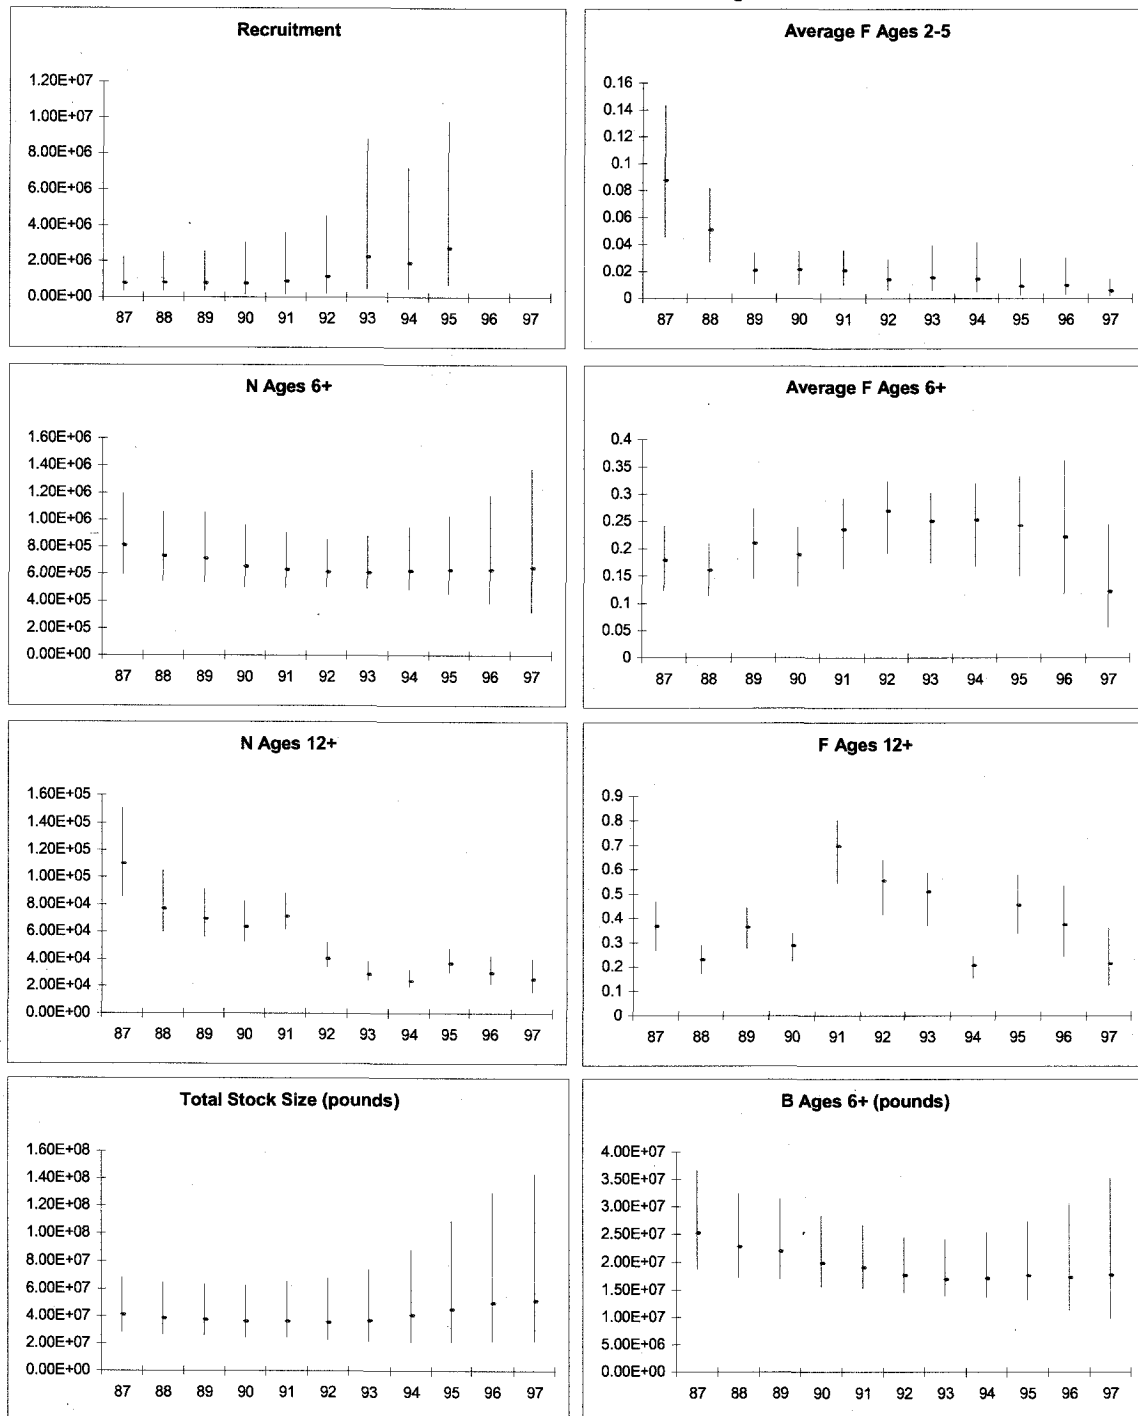 Recruitment
1.20E+07
1.00E+07
8.00E+06
6.00E+06
4.00E+06
2.00E+06
0.00E+00
87 88 89 90 91 92 93 94 95 96 97
Average F Ages 2-5
0.16
0.14
0.12
0.1
0.08
0.06
0.04
0.02
0
87 88 89 90 91 92 93 94 95 96 97
N Ages 6+
1.60E+06
1.40E+06
1.20E+06
1.00E+06
8.00E+05
6.00E+05
4.00E+05
2.00E+05
0.00E+00
87 88 89 90 91 92 93 94 95 96 97
Average F Ages 6+
0.4
0.35
0.3
0.25
0.2
0.15
0.1
0.05
0
87 88 89 90 91 92 93 94 95 96 97
N Ages 12+
1.60E+05
1.40E+05
1.20E+05
1.00E+05
8.00E+04
6.00E+04
4.00E+04
2.00E+04
0.00E+00
87 88 89 90 91 92 93 94 95 96 97
F Ages 12+
0.9
0.8
0.7
0.6
0.5
0.4
0.3
0.2
0.1
0
87 88 89 90 91 92 93 94 95 96 97
Total Stock Size (pounds)
1.60E+08
1.40E+08
1.20E+08
1.00E+08
8.00E+07
6.00E+07
4.00E+07
2.00E+07
0.00E+00
87 88 89 90 91 92 93 94 95 96 97
B Ages 6+ (pounds)
4.00E+07
3.50E+07
3.00E+07
2.50E+07
2.00E+07
1.50E+07
1.00E+07
5.00E+06
0.00E+00
87 88 89 90 91 92 93 94 95 96 97